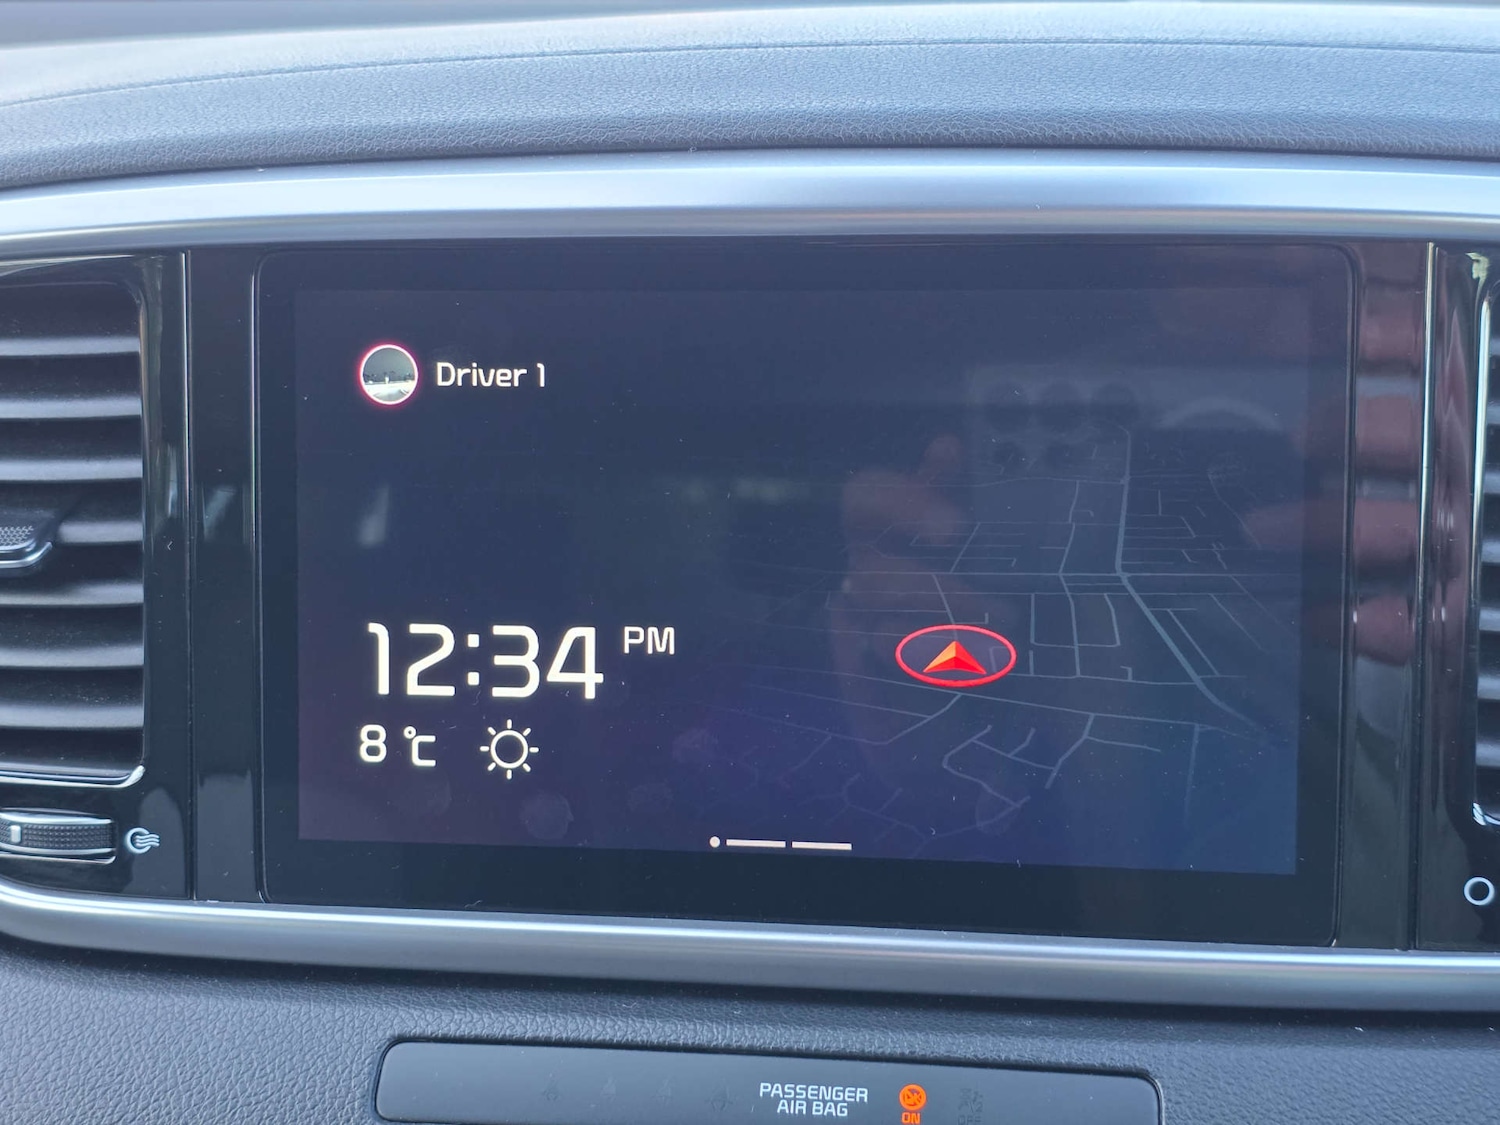 Driver 1
12:34 PM
8 °C
PASSENGER
AIR BAG
ON